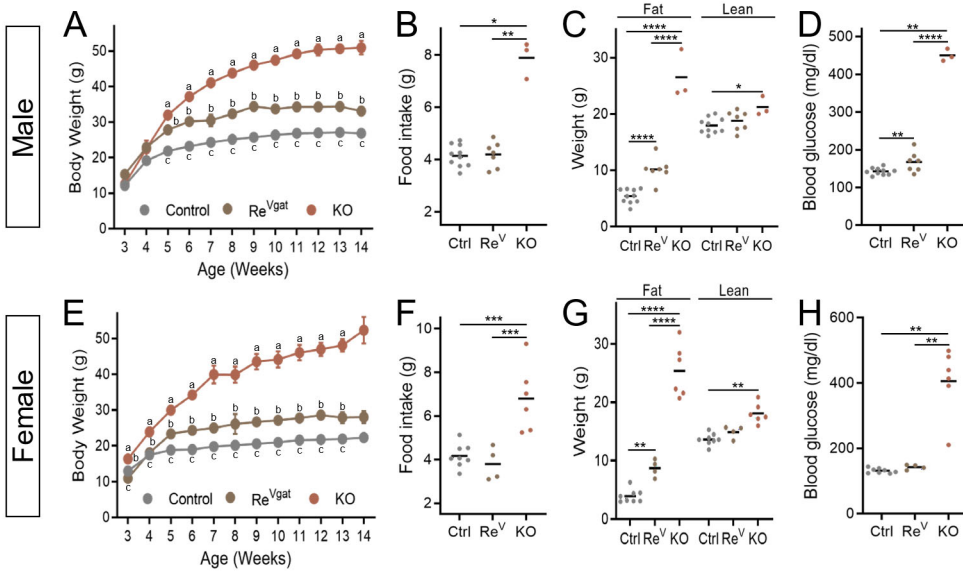 Male
A
Body Weight (g)
50
40
30
20
10
0
a a a a a a a a a a
b b b b b b b b b b
c c c c c c c c c c
Control Re^Vgat KO
3 4 5 6 7 8 9 10 11 12 13 14
Age (Weeks)
B
Food intake (g)
8
6
4
2
*
**
Ctrl Re^V KO
C
Fat Lean
Weight (g)
30
20
10
0
****
****
****
*
Ctrl Re^V KO Ctrl Re^V KO
D
Blood glucose (mg/dl)
500
400
300
200
100
0
**
****
**
Ctrl Re^V KO
Female
E
Body Weight (g)
50
40
30
20
10
0
a a a a a a a a a a a
b b b b b b b b b b b
c c c c c c c c c c c
Control Re^Vgat KO
3 4 5 6 7 8 9 10 11 12 13 14
Age (Weeks)
F
Food intake (g)
10
8
6
4
2
***
***
Ctrl Re^V KO
G
Fat Lean
Weight (g)
30
20
10
0
****
****
**
**
Ctrl Re^V KO Ctrl Re^V KO
H
Blood glucose (mg/dl)
600
400
200
0
**
**
Ctrl Re^V KO